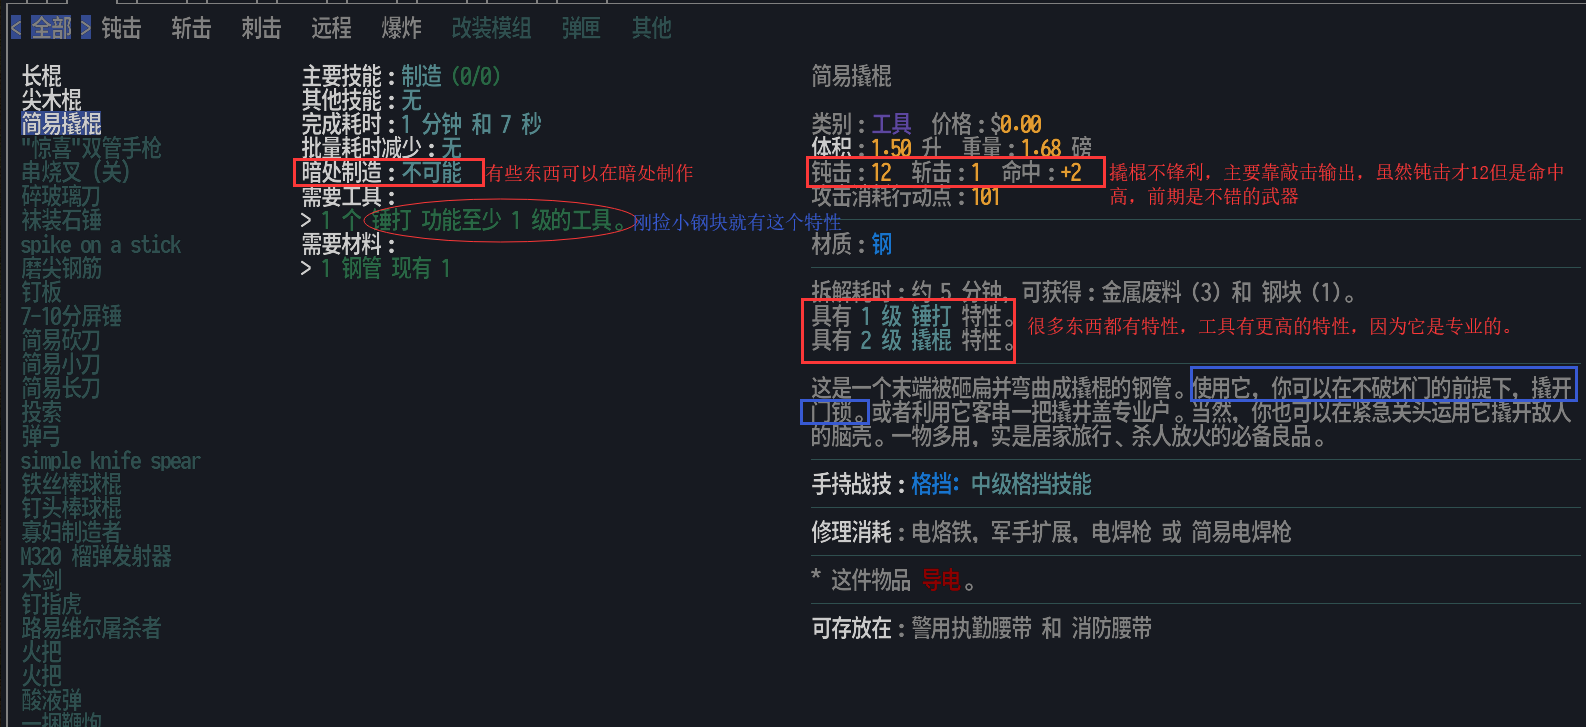 < 全部 > 钝击 斩击 刺击 远程 爆炸 改装模组 弹匣 其他
长棍
尖木棍
简易撬棍
"惊喜"双管手枪
串烧叉（关）
碎玻璃刀
袜装石锤
spike on a stick
磨尖钢筋
钉板
7-10分屏锤
简易砍刀
简易小刀
简易长刀
投索
弹弓
simple knife spear
铁丝棒球棍
钉头棒球棍
寡妇制造者
M320 榴弹发射器
木剑
钉指虎
路易维尔屠杀者
火把
火把
酸液弹
一捆鞭炮
主要技能：制造（0/0）
其他技能：无
完成耗时：1 分钟 和 7 秒
批量耗时减少：无
暗处制造：不可能 有些东西可以在暗处制作
需要工具：
> 1 个 锤打 功能至少 1 级的工具。刚捡小钢块就有这个特性
需要材料：
> 1 钢管 现有 1
简易撬棍
类别：工具 价格：$0.00
体积：1.50 升 重量：1.68 磅
钝击：12 斩击：1 命中：+2
攻击消耗行动点：101
撬棍不锋利，主要靠敲击输出，虽然钝击才12但是命中
高，前期是不错的武器
材质：钢
拆解耗时：约 5 分钟，可获得：金属废料（3）和 钢块（1）。
具有 1 级 锤打 特性。
具有 2 级 撬棍 特性。
很多东西都有特性，工具有更高的特性，因为它是专业的。
这是一个末端被砸扁并弯曲成撬棍的钢管。使用它，你可以在不破坏门的前提下，撬开
门锁。或者利用它客串一把撬井盖专业户。当然，你也可以在紧急关头运用它撬开敌人
的脑壳。一物多用，实是居家旅行、杀人放火的必备良品。
手持战技：格挡：中级格挡技能
修理消耗：电烙铁，军手扩展，电焊枪 或 简易电焊枪
* 这件物品 导电。
可存放在：警用执勤腰带 和 消防腰带